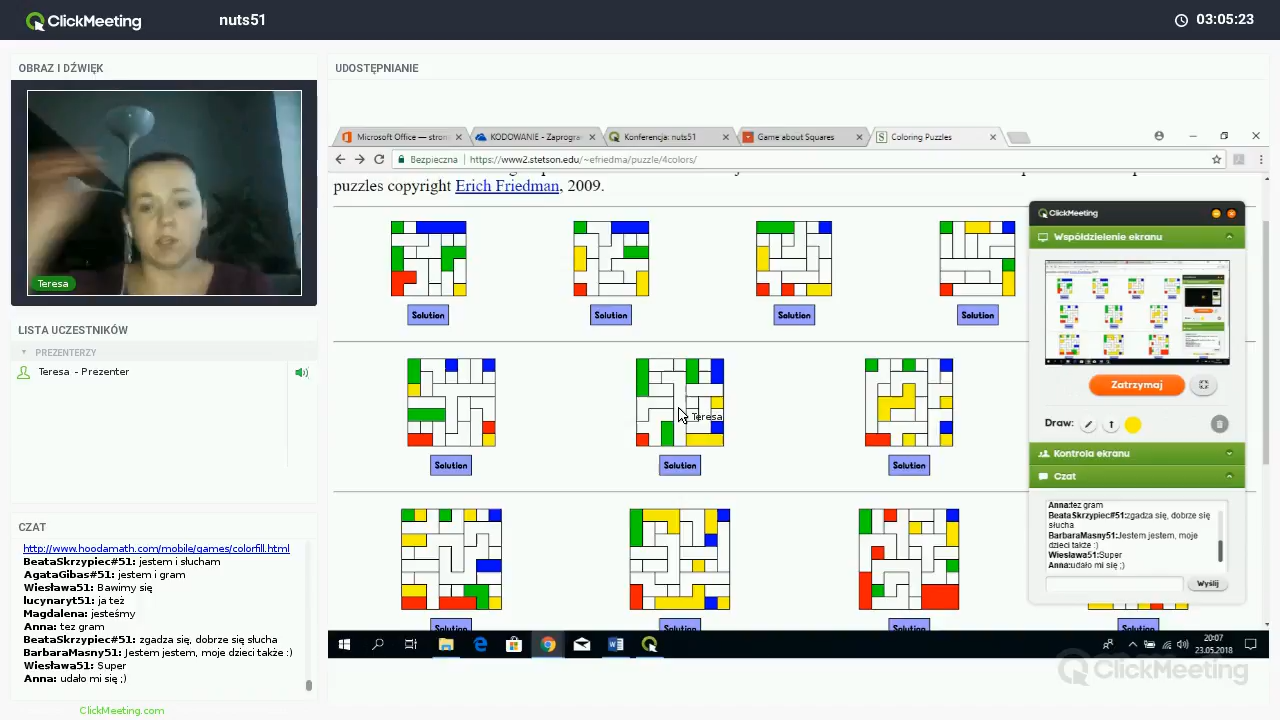 ClickMeeting
nuts51
03:05:23
OBRAZ I DŹWIĘK
Teresa
LISTA UCZESTNIKÓW
PREZENTERZY
Teresa - Prezenter
CZAT
http://www.hoodamath.com/mobile/games/colorfill.html
BeataSkrzypiec#51: jestem i słucham
AgataGibas#51: jestem i gram
Wiesława51: Bawimy się
lucynaryt51: ja też
Magdalena: jesteśmy
Anna: tez gram
BeataSkrzypiec#51: zgadza się, dobrze się słucha
BarbaraMasny51: Jestem jestem, moje dzieci także :)
Wiesława51: Super
Anna: udało mi się ;)
ClickMeeting.com
UDOSTĘPNIANIE
Microsoft Office — stron
KODOWANIE - Zaprogra
Konferencja: nuts51
Game about Squares
Coloring Puzzles
Bezpieczna
https://www2.stetson.edu/~efriedma/puzzle/4colors/
puzzles copyright Erich Friedman, 2009.
Solution
Solution
Solution
Solution
Teresa
Solution
Solution
Solution
Solution
Solution
Solution
Solution
ClickMeeting
Współdzielenie ekranu
Zatrzymaj
Draw:
Kontrola ekranu
Czat
Anna:tez gram
BeataSkrzypiec#51:zgadza się, dobrze się
słucha
BarbaraMasny51:Jestem jestem, moje
dzieci także :)
Wiesława51:Super
Anna:udało mi się ;)
Wyślij
20:07
23.05.2018
ClickMeeting